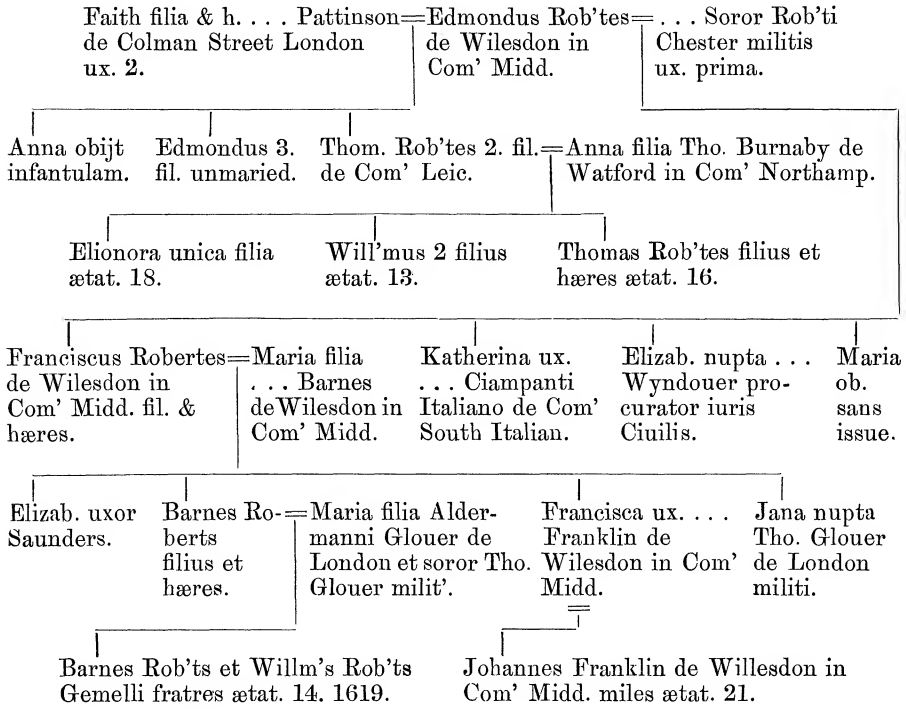 Faith filia & h. . . . Pattinson=Edmondus Rob'tes= . . . Soror Rob'ti
de Colman Street London de Wilesdon in Chester militis
ux. 2. Com' Midd. ux. prima.
Anna obijt Edmondus 3. Thom. Rob'tes 2. fil.=Anna filia Tho. Burnaby de
infantulam. fil. unmaried. de Com' Leic. Watford in Com' Northamp.
Elionora unica filia Will'mus 2 filius Thomas Rob'tes filius et
ætat. 18. ætat. 13. hæres ætat. 16.
Franciscus Robertes=Maria filia Katherina ux. Elizab. nupta . . . Maria
de Wilesdon in . . . Barnes . . . Ciampanti Wyndouer pro- ob.
Com' Midd. fil. & de Wilesdon in Italiano de Com' curator iuris sans
hæres. Com' Midd. South Italian. Ciuilis. issue.
Elizab. uxor Barnes Ro-=Maria filia Alder- Francisca ux. . . . Jana nupta
Saunders. berts manni Glouer de Franklin de Tho. Glouer
filius et London et soror Tho. Wilesdon in Com' de London
hæres. Glouer milit'. Midd. militi.
Barnes Rob'ts et Willm's Rob'ts Johannes Franklin de Willesdon in
Gemelli fratres ætat. 14. 1619. Com' Midd. miles ætat. 21.